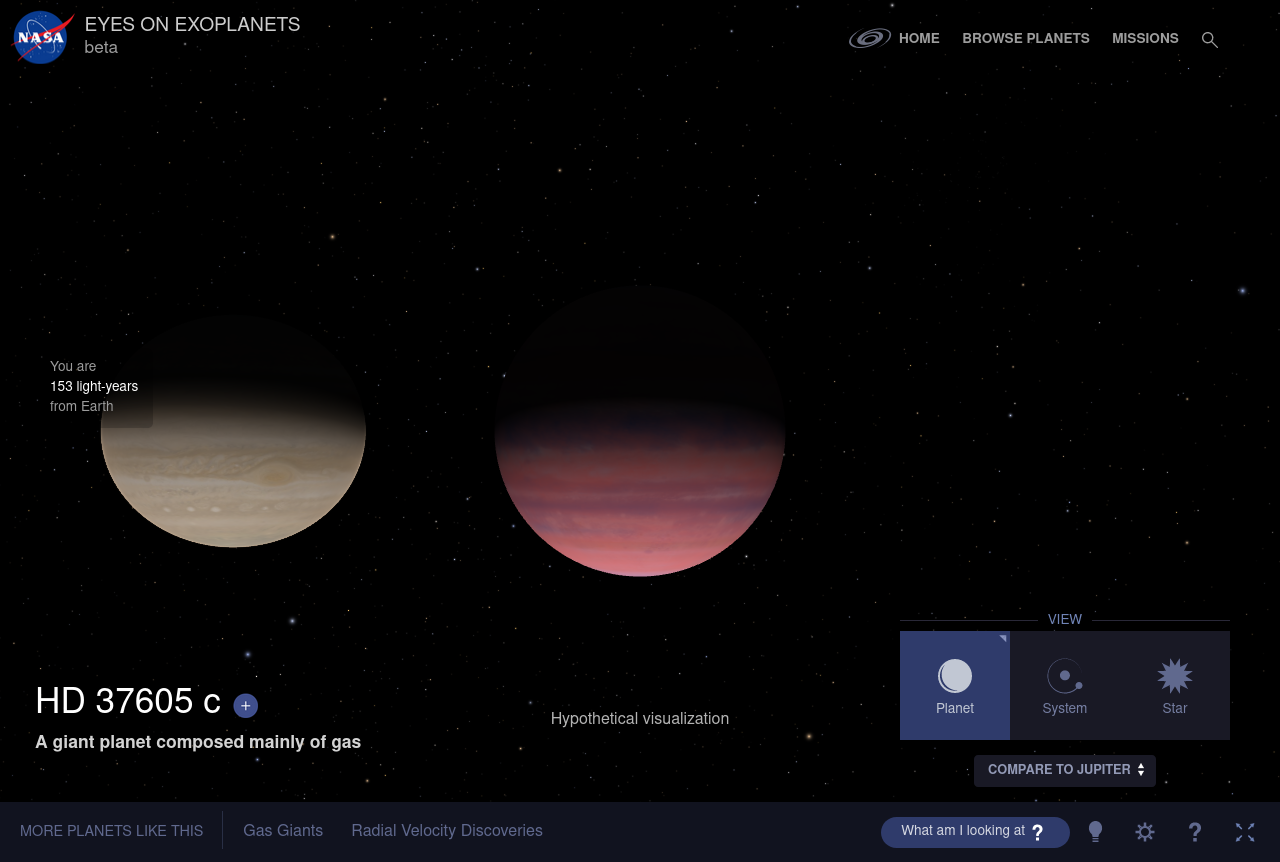 NASA
EYES ON EXOPLANETS
beta
HOME
BROWSE PLANETS
MISSIONS
You are
153 light-years
from Earth
HD 37605 c
+
A giant planet composed mainly of gas
Hypothetical visualization
VIEW
Planet
System
Star
COMPARE TO JUPITER
MORE PLANETS LIKE THIS
Gas Giants
Radial Velocity Discoveries
What am I looking at ?
?